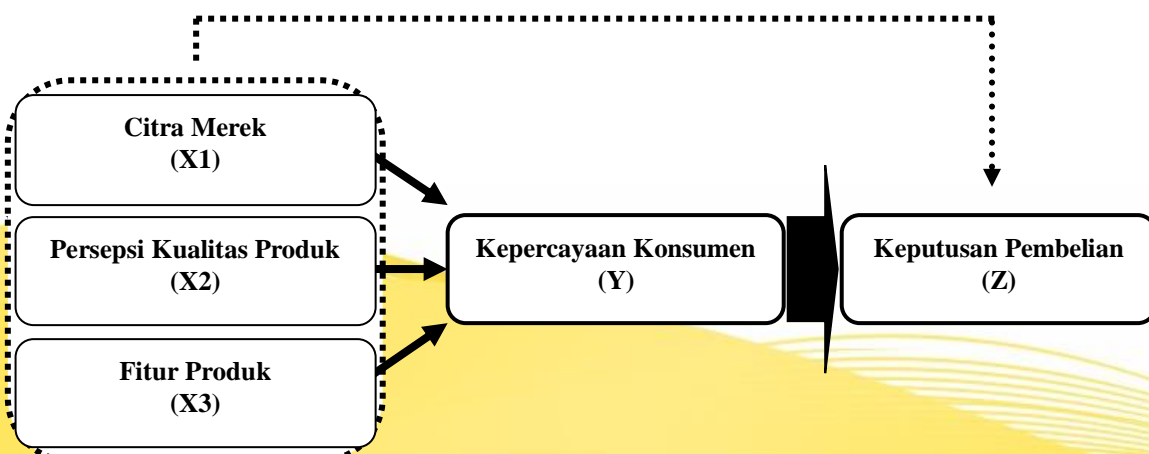 Citra Merek
(X1)
Persepsi Kualitas Produk
(X2)
Fitur Produk
(X3)
Kepercayaan Konsumen
(Y)
Keputusan Pembelian
(Z)